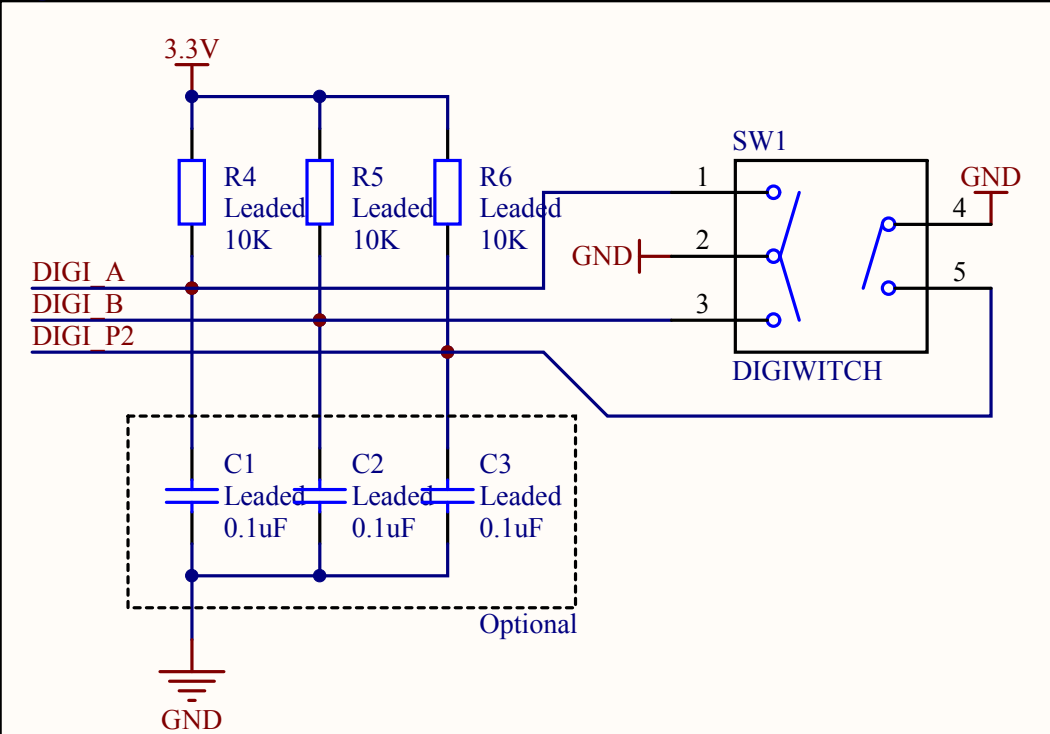 3.3V
SW1
R4
Leaded
10K
R5
Leaded
10K
R6
Leaded
10K
1
2
3
GND
GND
4
5
DIGI_A
DIGI_B
DIGI_P2
DIGIWITCH
C1
Leaded
0.1uF
C2
Leaded
0.1uF
C3
Leaded
0.1uF
Optional
GND